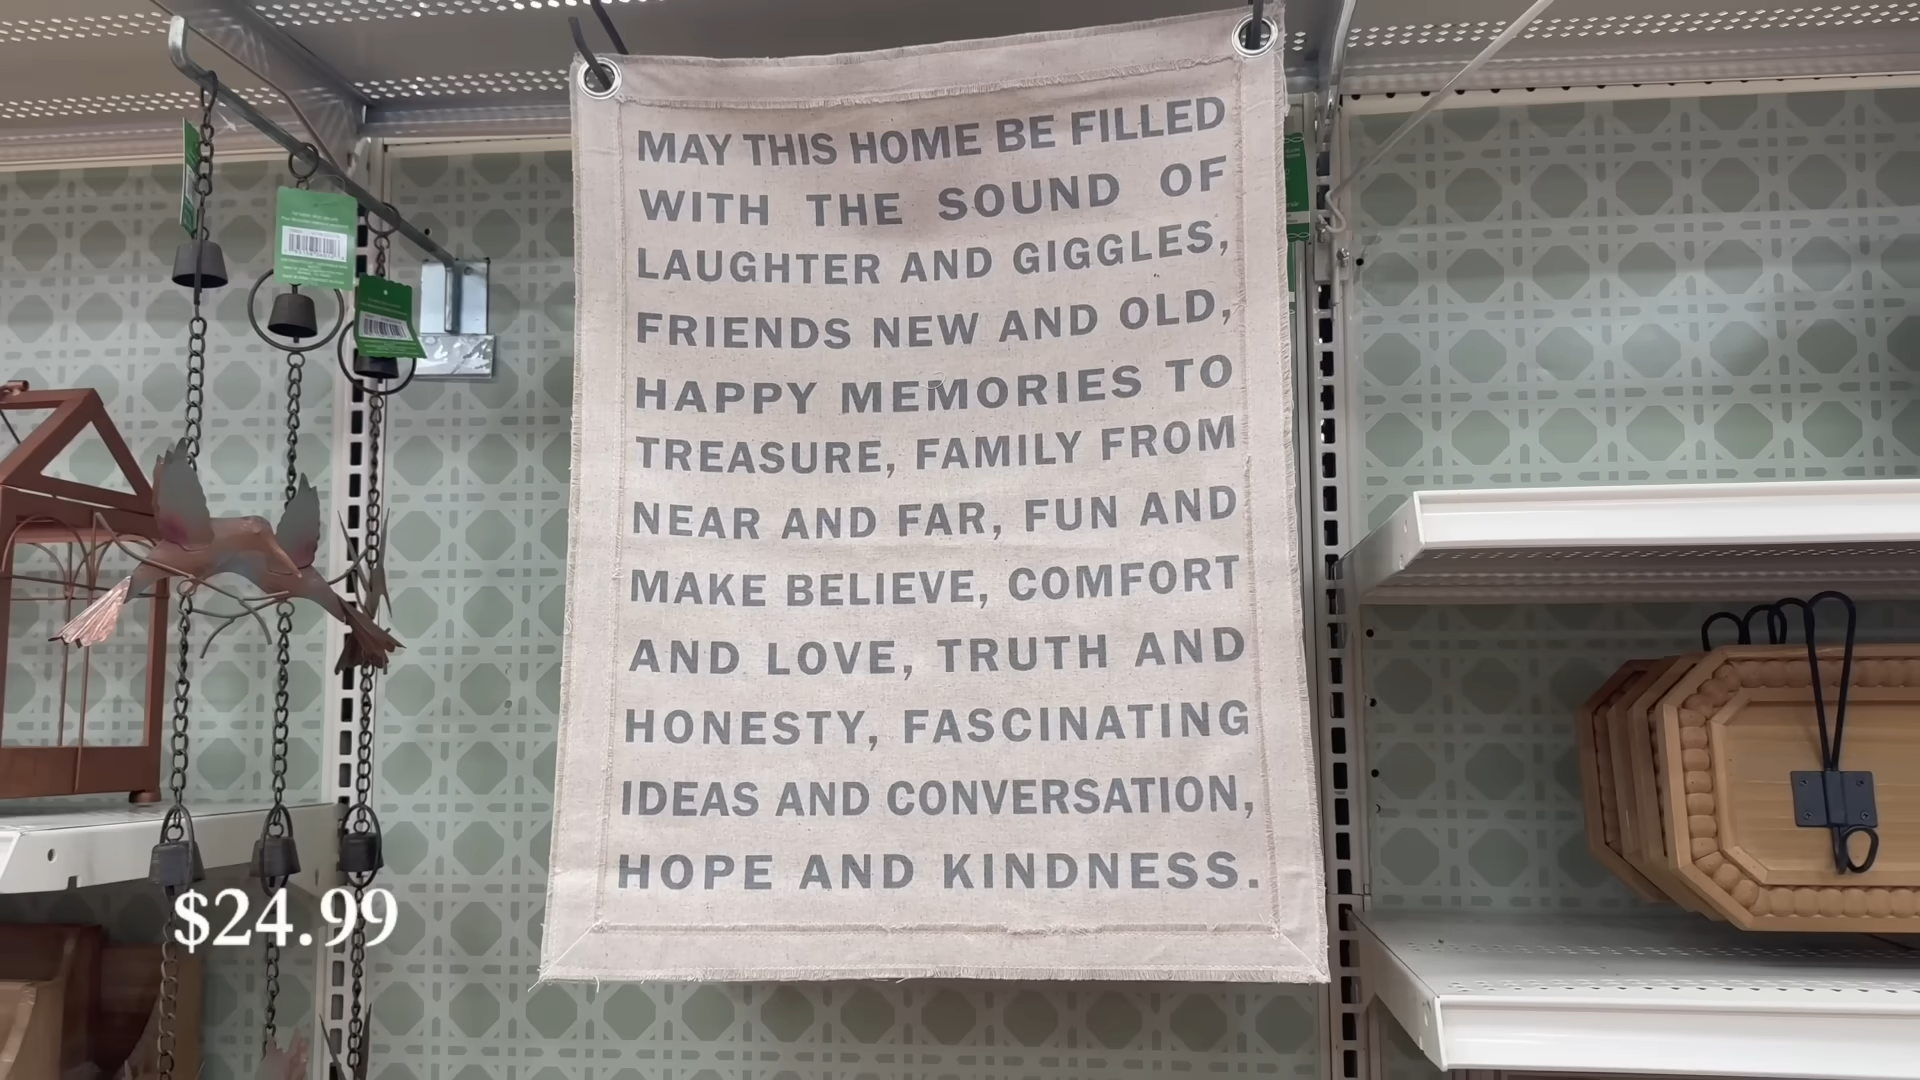 MAY THIS HOME BE FILLED
WITH THE SOUND OF
LAUGHTER AND GIGGLES,
FRIENDS NEW AND OLD,
HAPPY MEMORIES TO
TREASURE, FAMILY FROM
NEAR AND FAR, FUN AND
MAKE BELIEVE, COMFORT
AND LOVE, TRUTH AND
HONESTY, FASCINATING
IDEAS AND CONVERSATION,
HOPE AND KINDNESS.
$24.99